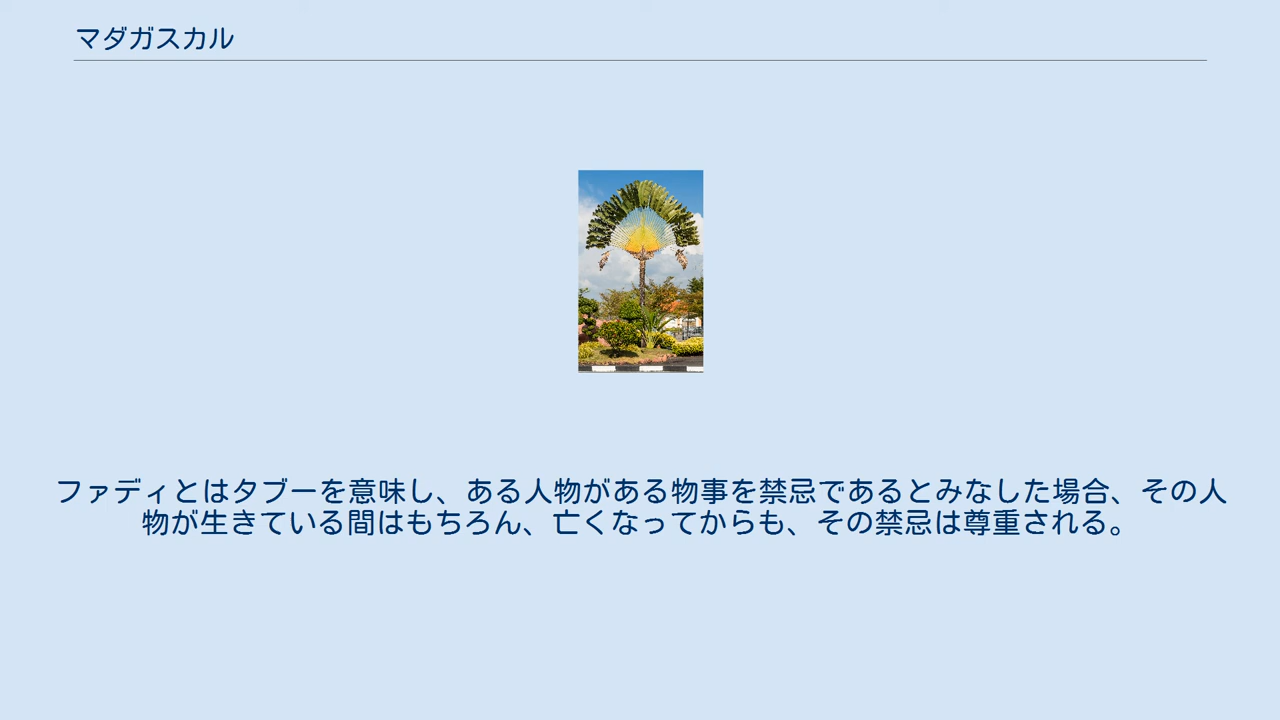 マダガスカル
ファディとはタブーを意味し、ある人物がある物事を禁忌であるとみなした場合、その人
物が生きている間はもちろん、亡くなってからも、その禁忌は尊重される。